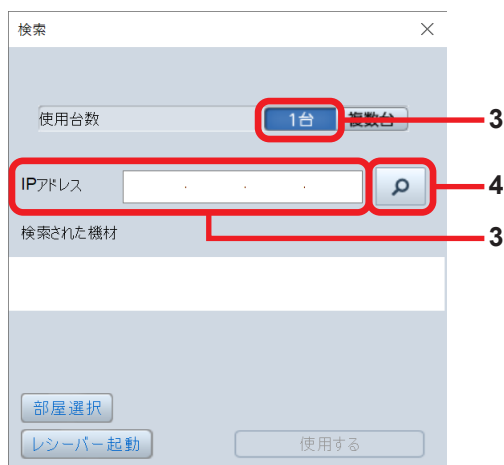 検索
使用台数 1台 複数台 3
IPアドレス . . . 4
検索された機材 3
部屋選択
レシーバー起動 使用する